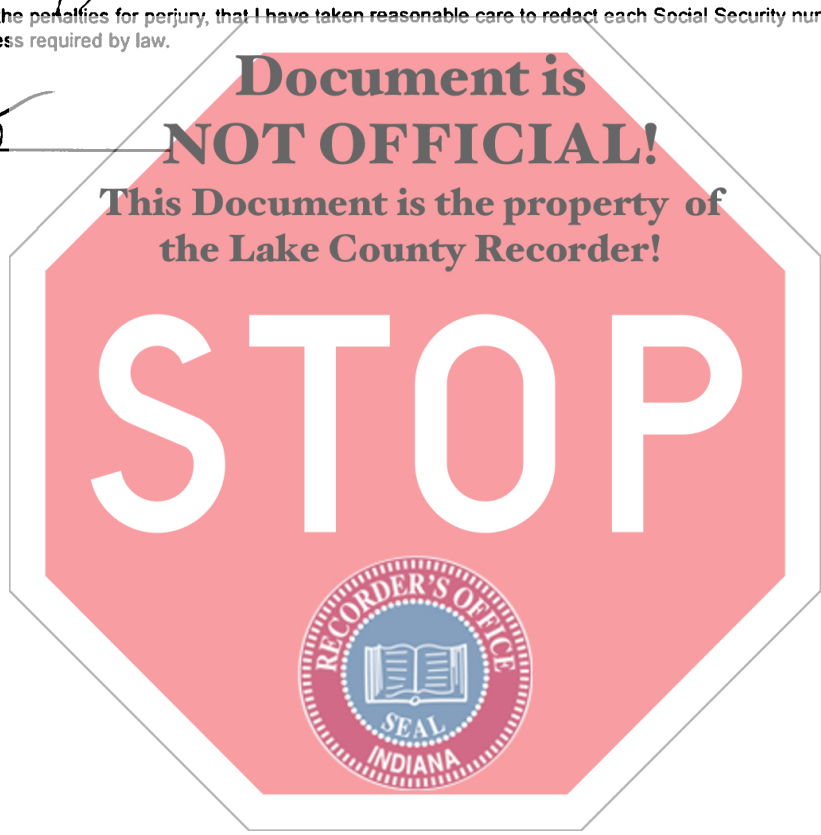 he penalties for perjury, that I have taken reasonable care to redact each Social Security nur
ess required by law.
Document is
NOT OFFICIAL!
This Document is the property of
the Lake County Recorder!
STOP
RECORDER'S OFFICE
SEAL
INDIANA